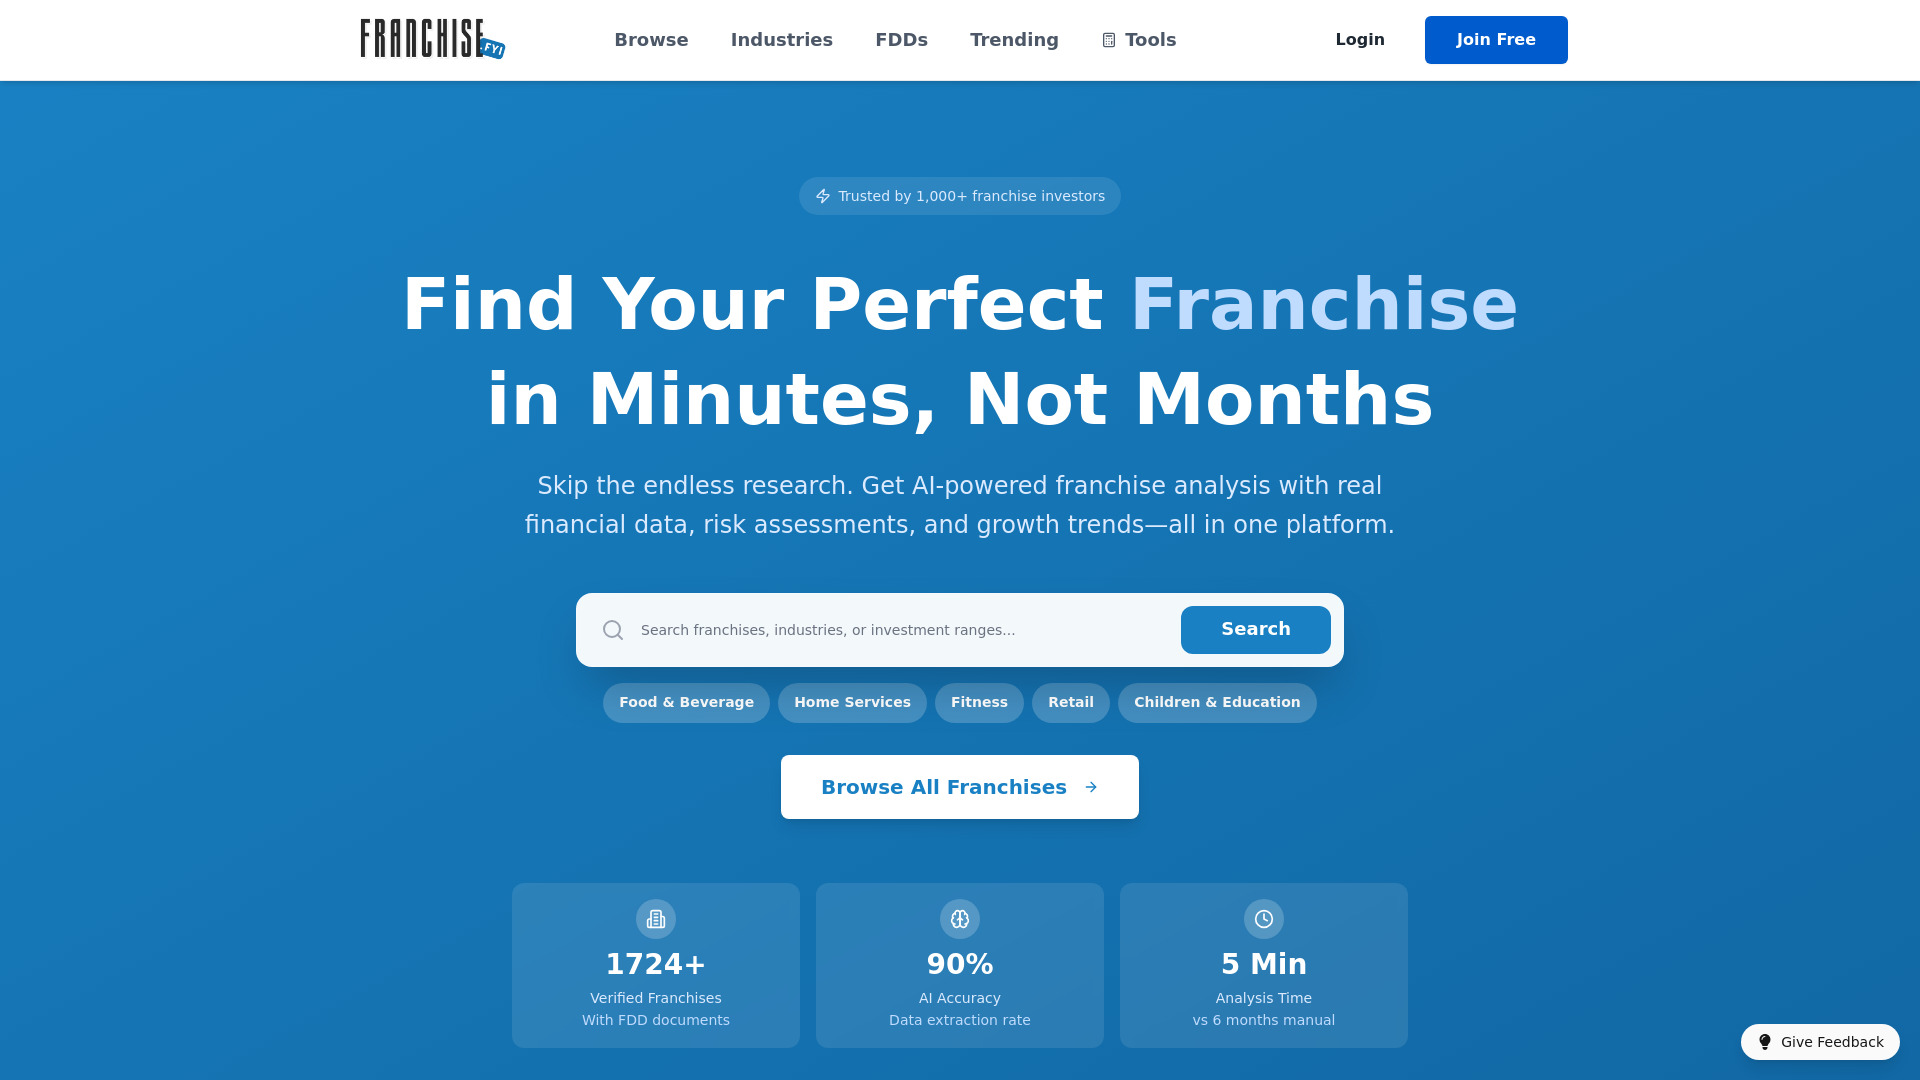 FRANCHISE
.FYI
Browse
Industries
FDDs
Trending
Tools
Login
Join Free
Trusted by 1,000+ franchise investors
Find Your Perfect Franchise
in Minutes, Not Months
Skip the endless research. Get AI-powered franchise analysis with real
financial data, risk assessments, and growth trends—all in one platform.
Search franchises, industries, or investment ranges...
Search
Food & Beverage
Home Services
Fitness
Retail
Children & Education
Browse All Franchises
1724+
Verified Franchises
With FDD documents
90%
AI Accuracy
Data extraction rate
5 Min
Analysis Time
vs 6 months manual
Give Feedback